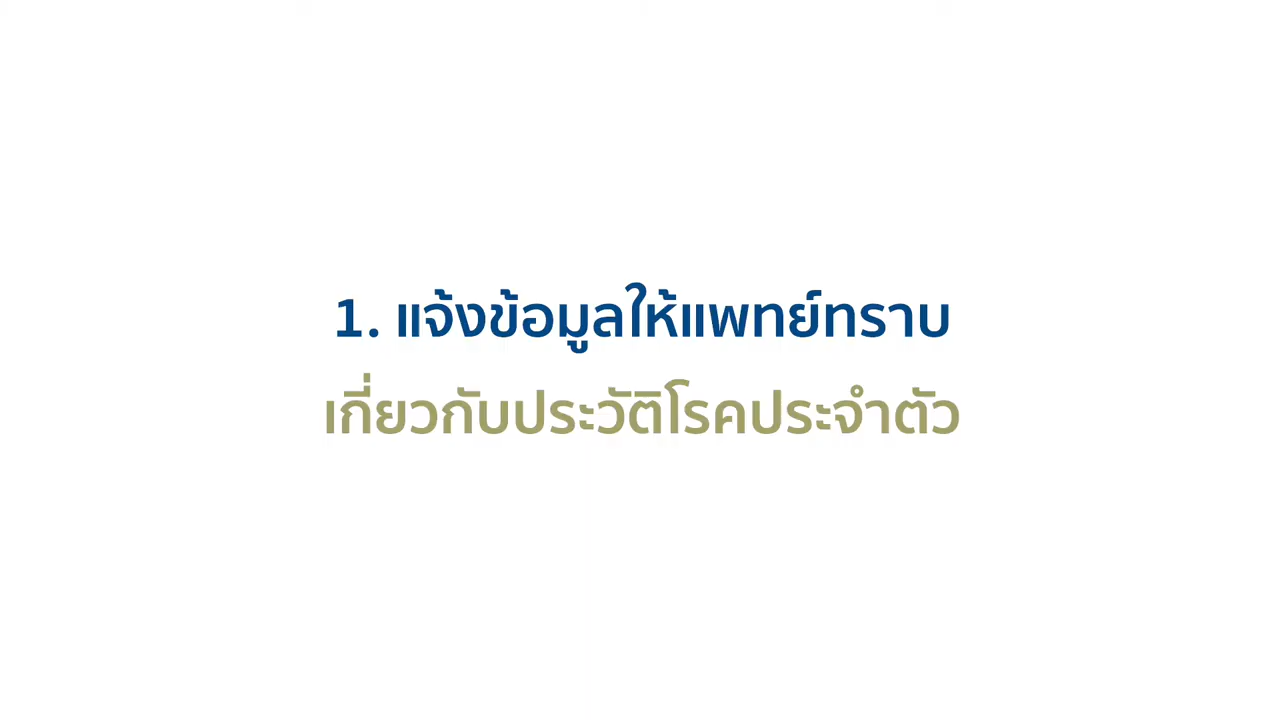 1. แจ้งข้อมูลให้แพทย์ทราบ
เกี่ยวกับประวัติโรคประจำตัว